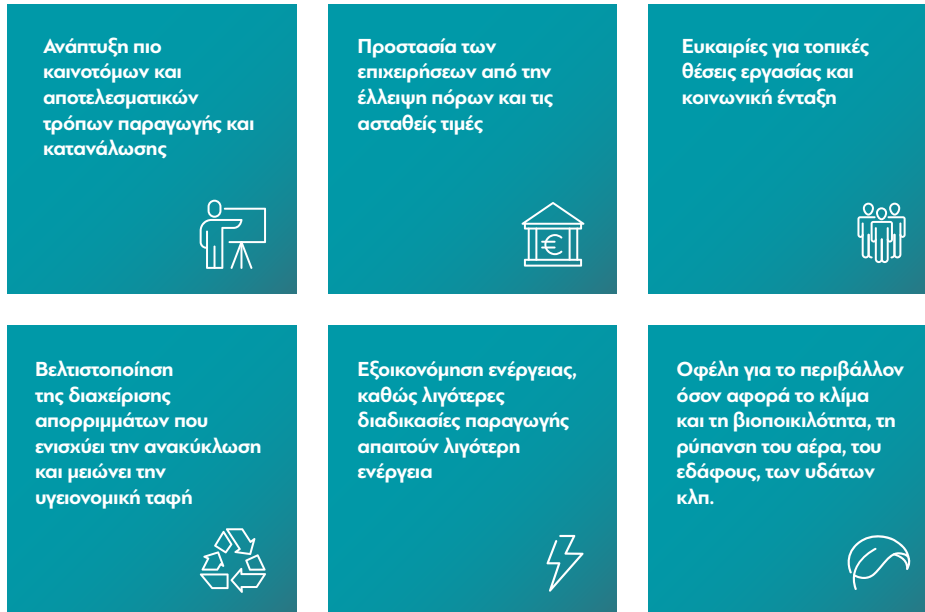 Ανάπτυξη πιο
καινοτόμων και
αποτελεσματικών
τρόπων παραγωγής και
κατανάλωσης
Προστασία των
επιχειρήσεων από την
έλλειψη πόρων και τις
ασταθείς τιμές
€
Ευκαιρίες για τοπικές
θέσεις εργασίας και
κοινωνική ένταξη
Βελτιστοποίηση
της διαχείρισης
απορριμμάτων που
ενισχύει την ανακύκλωση
και μειώνει την
υγειονομική ταφή
Εξοικονόμηση ενέργειας,
καθώς λιγότερες
διαδικασίες παραγωγής
απαιτούν λιγότερη
ενέργεια
Οφέλη για το περιβάλλον
όσον αφορά το κλίμα
και τη βιοποικιλότητα, τη
ρύπανση του αέρα, του
εδάφους, των υδάτων
κλπ.